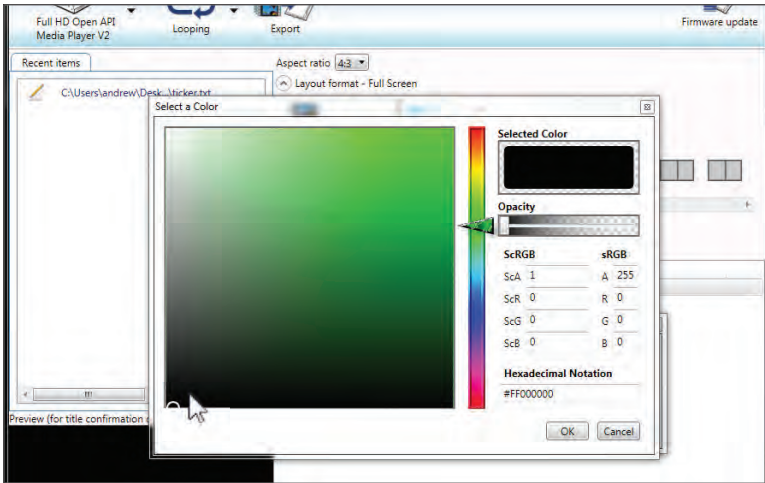 Full HD Open API
Media Player V2
Looping
Export
Firmware update
Recent items
Aspect ratio 4:3
Layout format - Full Screen
C:\Users\andrew\Desk...\ticker.txt
Select a Color
Selected Color
Opacity
ScRGB sRGB
ScA 1 A 255
ScR 0 R 0
ScG 0 G 0
ScB 0 B 0
Hexadecimal Notation
#FF000000
OK Cancel
Preview (for title confirmation